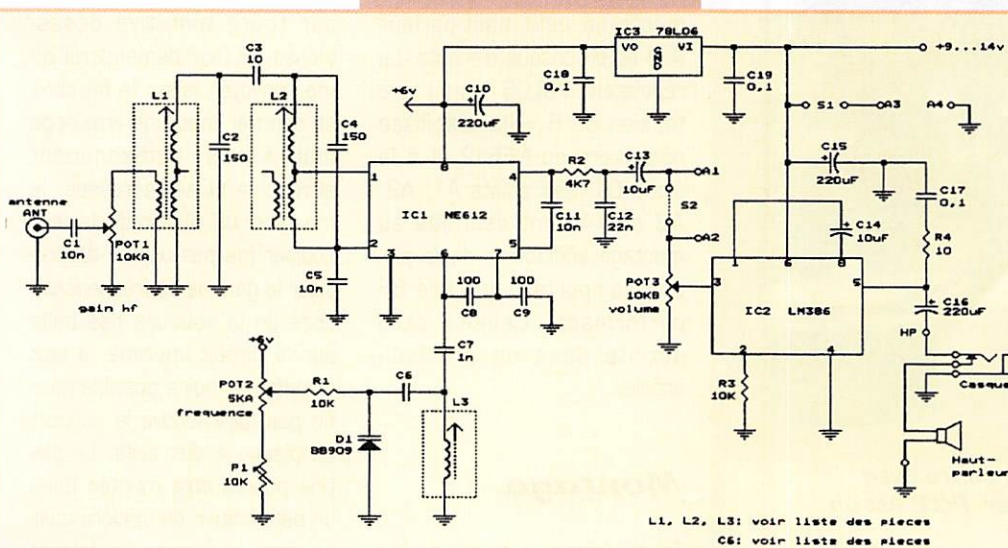 IC3 78L06
VO
VI
GND
+9...14v
C3
10
L1
L2
C2
150
C4
150
+6v
C10
220uF
C18
0,1
C19
0,1
S1
A3
A4
antenne
ANT
C1
10n
POT1
10KA
gain hf
C5
10n
1
2
3
4
5
6
7
8
IC1 NE612
R2
4K7
C13
10uF
A1
S2
A2
C11
10n
C12
22n
C15
220uF
C17
0,1
R4
10
C14
10uF
1
6
8
3
5
2
4
IC2 LM386
C16
220uF
HP
Casque
POT3
10KB
volume
R3
10K
Haut-
parleur
100
C8
100
C9
C7
1n
+6v
POT2
5KA
frequence
P1
10K
R1
10K
C6
D1
BB909
L3
L1, L2, L3: voir liste des pieces
C6: voir liste des pieces